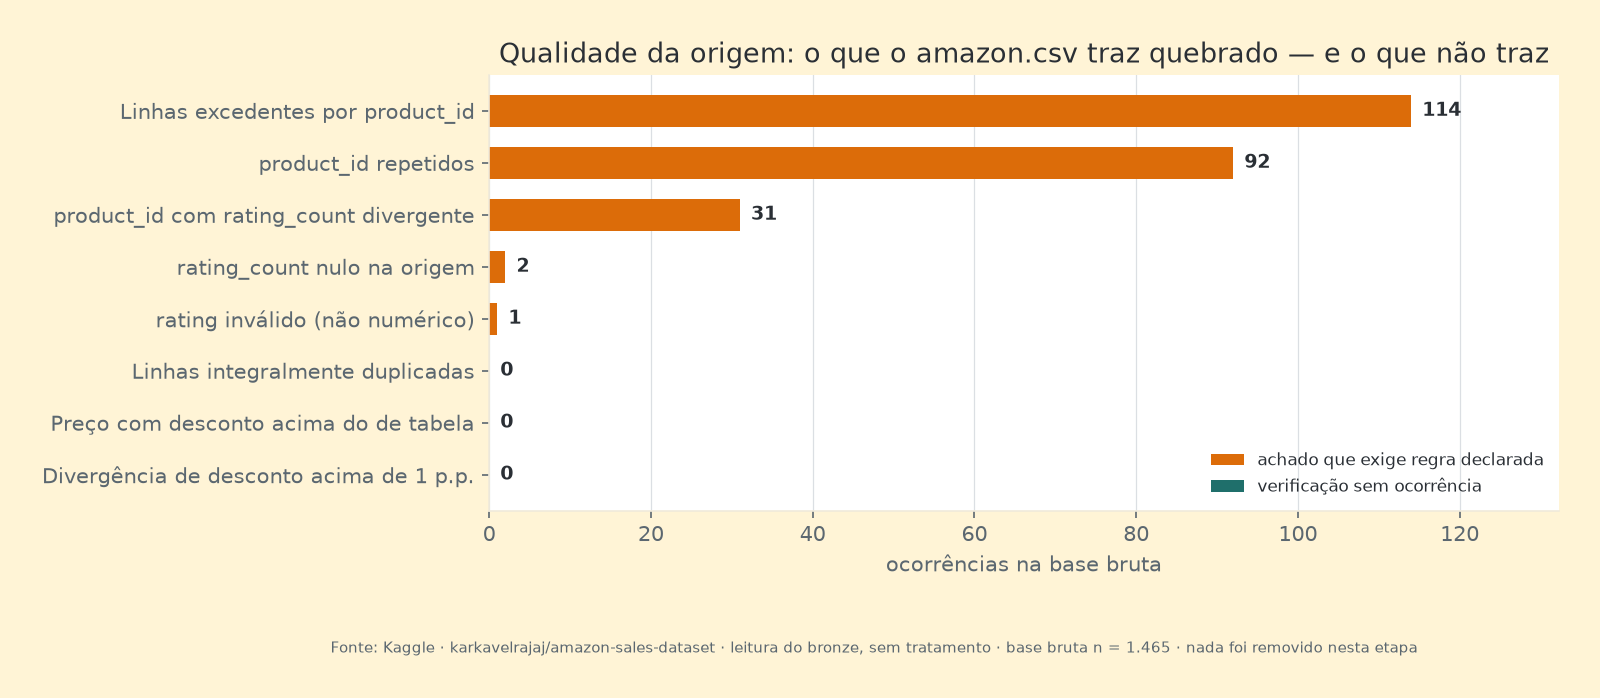 Qualidade da origem: o que o amazon.csv traz quebrado — e o que não traz
Linhas excedentes por product_id
114
product_id repetidos
92
product_id com rating_count divergente
31
rating_count nulo na origem
2
rating inválido (não numérico)
1
Linhas integralmente duplicadas
0
Preço com desconto acima do de tabela
0
Divergência de desconto acima de 1 p.p.
0
achado que exige regra declarada
verificação sem ocorrência
0 20 40 60 80 100 120
ocorrências na base bruta
Fonte: Kaggle · karkavelrajaj/amazon-sales-dataset · leitura do bronze, sem tratamento · base bruta n = 1.465 · nada foi removido nesta etapa